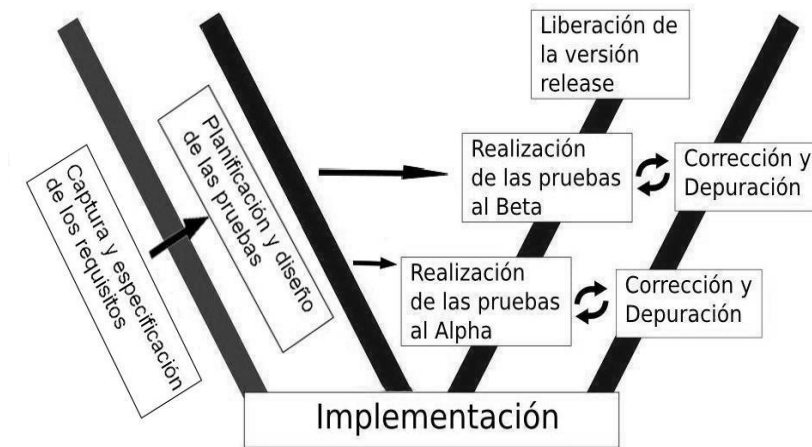 Captura y especificación
de los requisitos
Planificación y diseño
de las pruebas
Liberación de
la versión
release
Realización
de las pruebas
al Beta
Corrección y
Depuración
Realización
de las pruebas
al Alpha
Corrección y
Depuración
Implementación